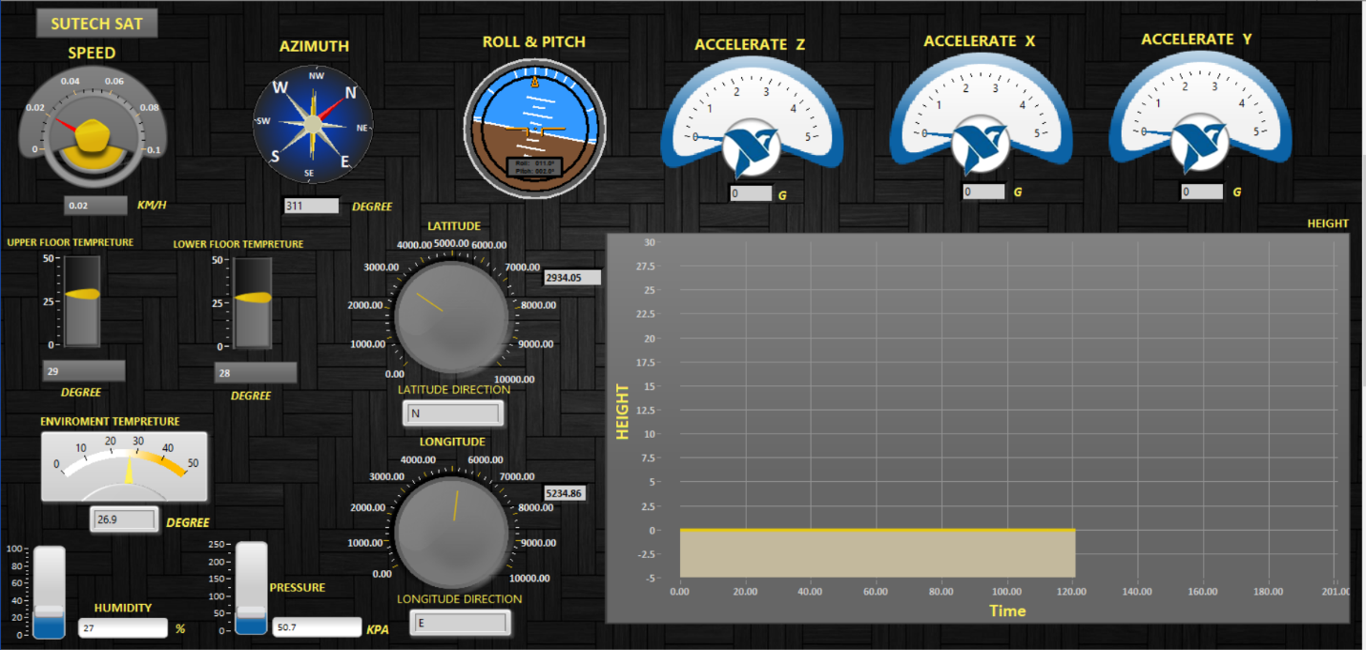 SUTECH SAT
SPEED
0.04 0.06
0.02 0.08
0 0.1
0.02 KM/H
AZIMUTH
NW
W N
SW NE
S E
SE
311 DEGREE
ROLL & PITCH
Roll: 011.0°
ACCELERATE Z
0 1 2 3 4 5
0 G
ACCELERATE X
0 1 2 3 4 5
0 G
ACCELERATE Y
0 1 2 3 4 5
0 G
UPPER FLOOR TEMPRETURE
50
25
0
29
DEGREE
LOWER FLOOR TEMPRETURE
50
25
0
28
DEGREE
LATITUDE
4000.00 5000.00 6000.00
3000.00 7000.00
2934.05
2000.00 8000.00
1000.00 9000.00
0.00 10000.00
LATITUDE DIRECTION
N
ENVIROMENT TEMPRETURE
0 10 20 30 40 50
26.9 DEGREE
LONGITUDE
4000.00 6000.00
3000.00 7000.00
5234.86
2000.00 8000.00
1000.00 9000.00
0.00 10000.00
LONGITUDE DIRECTION
E
100
80
60
40
20
0
HUMIDITY
27 %
250
200
150
100
50
0
PRESSURE
50.7 KPA
HEIGHT
HEIGHT
30
27.5
25
22.5
20
17.5
15
12.5
10
7.5
5
2.5
0
-2.5
-5
0.00 20.00 40.00 60.00 80.00 100.00 120.00 140.00 160.00 180.00 201.00
Time